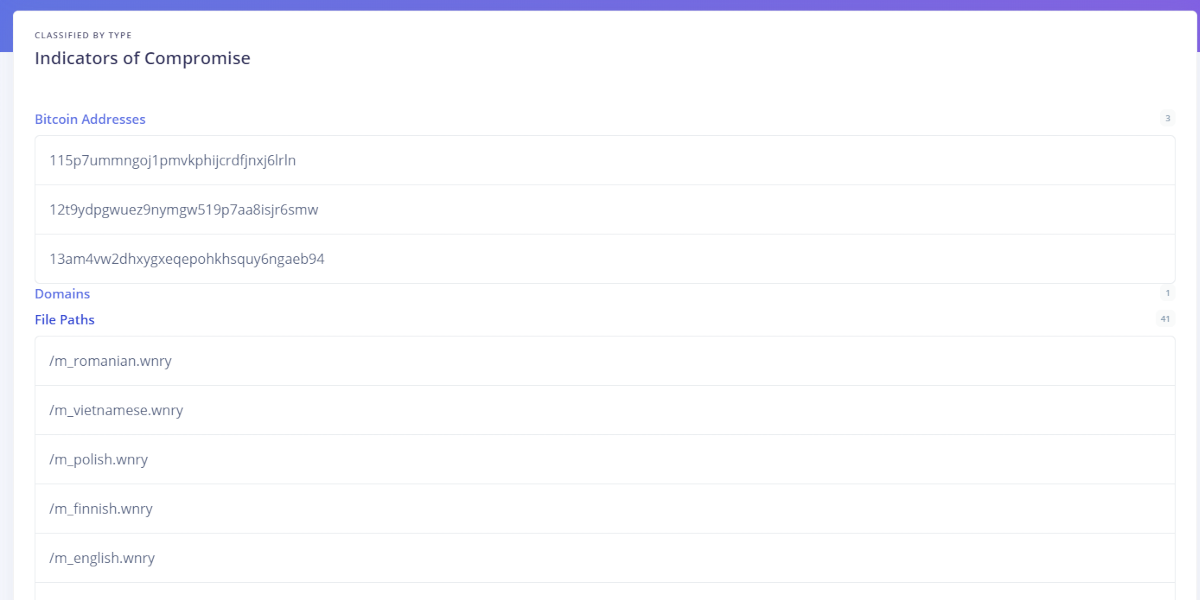 CLASSIFIED BY TYPE
Indicators of Compromise
Bitcoin Addresses 3
115p7ummngoj1pmvkphijcrdfjnxj6lrln
12t9ydpgwuez9nymgw519p7aa8isjr6smw
13am4vw2dhxygxeqepohkhsquy6ngaeb94
Domains 1
File Paths 41
/m_romanian.wnry
/m_vietnamese.wnry
/m_polish.wnry
/m_finnish.wnry
/m_english.wnry